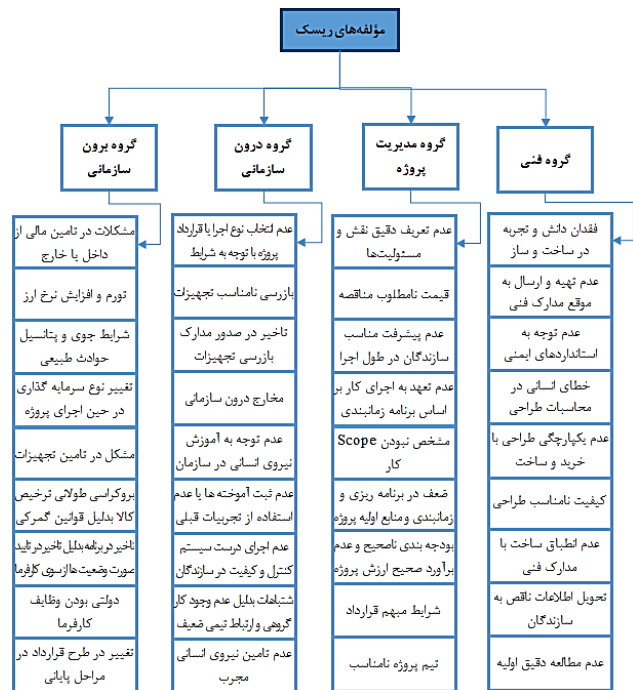 مؤلفه‌های ریسک
گروه فنی
گروه مدیریت
پروژه
گروه درون
سازمانی
گروه برون
سازمانی
فقدان دانش و تجربه
در ساخت و ساز
عدم تهیه و ارسال به
موقع مدارک فنی
عدم توجه به
استانداردهای ایمنی
خطای انسانی در
محاسبات طراحی
عدم یکپارچگی طراحی با
خرید و ساخت
کیفیت نامناسب طراحی
عدم انطباق ساخت با
مدارک فنی
تحویل اطلاعات ناقص به
سازندگان
عدم مطالعه دقیق اولیه
عدم تعریف دقیق نقش و
مسئولیت‌ها
قیمت نامطلوب مناقصه
عدم پیشرفت مناسب
سازندگان در طول اجرا
عدم تعهد به اجرای کار بر
اساس برنامه زمانبندی
مشخص نبودن Scope
کار
ضعف در برنامه ریزی و
زمانبندی و منابع اولیه پروژه
بودجه بندی ناصحیح و عدم
برآورد صحیح ارزش پروژه
شرایط مبهم قرارداد
تیم پروژه نامناسب
عدم انتخاب نوع اجرا یا قرارداد
پروژه با توجه به شرایط
بازرسی نامناسب تجهیزات
تاخیر در صدور مدارک
بازرسی تجهیزات
مخارج درون سازمانی
عدم توجه به آموزش
نیروی انسانی در سازمان
عدم ثبت آموخته ها یا عدم
استفاده از تجربیات قبلی
عدم اجرای درست سیستم
کنترل و کیفیت در سازندگان
شتباهات بدلیل عدم وجود کار
گروهی و ارتباط تیمی ضعیف
عدم تامین نیروی انسانی
مجرب
مشکلات در تامین مالی از
داخل یا خارج
تورم و افزایش نرخ ارز
شرایط جوی و پتانسیل
حوادث طبیعی
تغییر نوع سرمایه گذاری
در حین اجرای پروژه
مشکل در تامین تجهیزات
بروکراسی طولانی ترخیص
کالا بدلیل قوانین گمرکی
تاخیر در برنامه بدلیل تاخیر در تایید
صورت وضعیت ها از سوی کارفرما
دولتی بودن وظایف
کارفرما
تغییر در طرح قرارداد در
مراحل پایانی